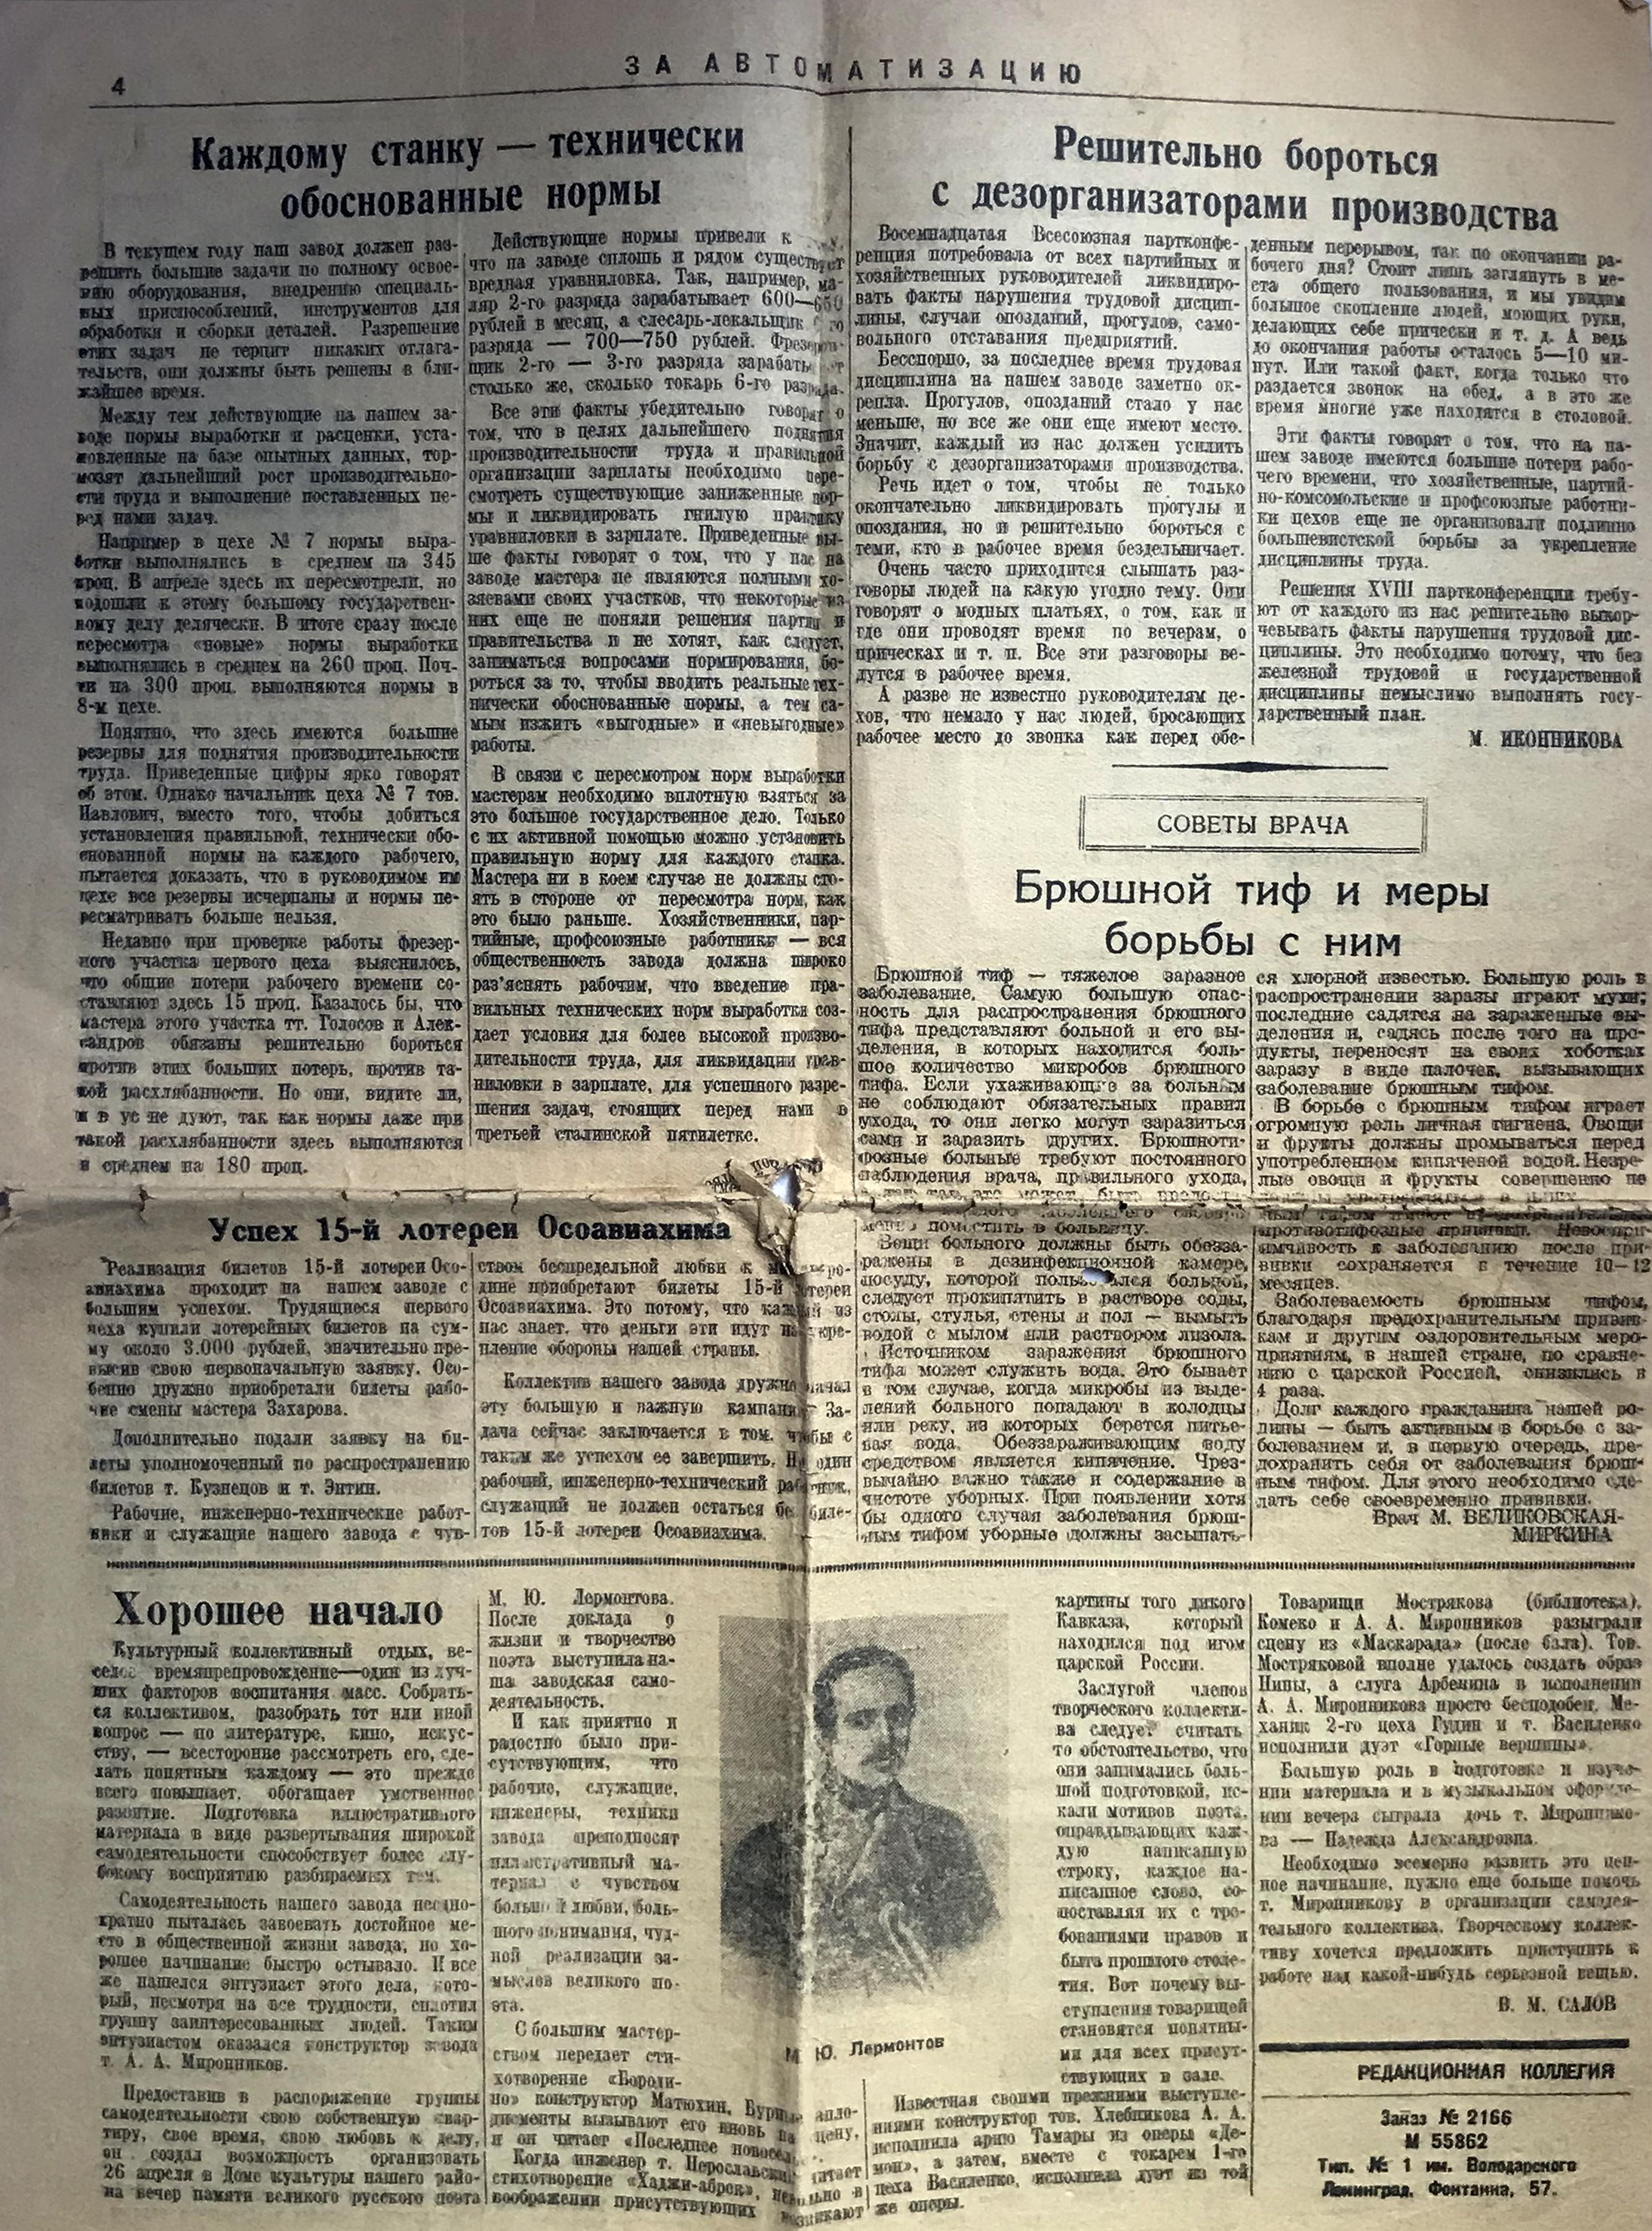 4
ЗА АВТОМАТИЗАЦИЮ
Каждому станку — технически
обоснованные нормы
В текущем году наш завод должен раз-
решить большие задачи по полному освое-
нию оборудования, внедрению специаль-
ных приспособлений, инструментов для
обработки и сборки деталей. Разрешение
этих задач не терпит никаких отлага-
тельств, они должны быть решены в бли-
жайшее время.
Между тем действующие на нашем за-
воде нормы выработки и расценки, уста-
новленные на базе опытных данных, тор-
мозят дальнейший рост производительно-
сти труда и выполнение поставленных пе-
ред нами задач.
Например в цехе № 7 нормы выра-
ботки выполнялись в среднем на 345
проц. В апреле здесь их пересмотрели, но
подошли к этому большому государствен-
ному делу делячески. В итоге сразу после
пересмотра «новые» нормы выработки
выполнялись в среднем на 260 проц. Поч-
ти на 300 проц. выполняются нормы в
8-м цехе.
Понятно, что здесь имеются большие
резервы для поднятия производительности
труда. Приведенные цифры ярко говорят
об этом. Однако начальник цеха № 7 тов.
Павлович, вместо того, чтобы добиться
установления правильной, технически обо-
снованной нормы на каждого рабочего,
пытается доказать, что в руководимом им
цехе все резервы исчерпаны и нормы пе-
ресматривать больше нельзя.
Недавно при проверке работы фрезер-
ного участка первого цеха выяснилось,
что общие потери рабочего времени со-
ставляют здесь 15 проц. Казалось бы, что
мастера этого участка тт. Голосов и Алек-
сандров обязаны решительно бороться
против этих больших потерь, против та-
кой расхлябанности. Но они, видите ли,
и в ус не дуют, так как нормы даже при
такой расхлябанности здесь выполняются
в среднем на 180 проц.
Действующие нормы привели к
что на заводе сплошь и рядом существует
вредная уравниловка. Так, например, ма-
ляр 2-го разряда зарабатывает 600—650
рублей в месяц, а слесарь-лекальщик го
разряда — 700—750 рублей. Фрезеров-
щик 2-го — 3-го разряда зарабатывает
столько же, сколько токарь 6-го разряда.
Все эти факты убедительно говорят о
том, что в целях дальнейшего поднятия
производительности труда и правильной
организации зарплаты необходимо пере-
смотреть существующие заниженные нор-
мы и ликвидировать гнилую практику
уравниловки в зарплате. Приведенные вы-
ше факты говорят о том, что у нас на
заводе мастера не являются полными хо-
зяевами своих участков, что некоторые из
них еще не поняли решения партии и
правительства и не хотят, как следует,
заниматься вопросами нормирования, бо-
роться за то, чтобы вводить реальные тех-
нически обоснованные нормы, а тем са-
мым изжить «выгодные» и «невыгодные»
работы.
В связи с пересмотром норм выработки
мастерам необходимо вплотную взяться за
это большое государственное дело. Только
с их активной помощью можно установить
правильную норму для каждого станка.
Мастера ни в коем случае не должны сто-
ять в стороне от пересмотра норм, как
это было раньше. Хозяйственники, пар-
тийные, профсоюзные работники — вся
общественность завода должна широко
раз'яснять рабочим, что введение пра-
вильных технических норм выработки соз-
дает условия для более высокой произво-
дительности труда, для ликвидации урав-
ниловки в зарплате, для успешного разре-
шения задач, стоящих перед нами в
третьей сталинской пятилетке.
Решительно бороться
с дезорганизаторами производства
Восемнадцатая Всесоюзная партконфе-
ренция потребовала от всех партийных и
хозяйственных руководителей ликвидиро-
вать факты нарушения трудовой дисцип-
лины, случаи опозданий, прогулов, само-
вольного отставания предприятий.
Бесспорно, за последнее время трудовая
дисциплина на нашем заводе заметно ок-
репла. Прогулов, опозданий стало у нас
меньше, но все же они еще имеют место.
Значит, каждый из нас должен усилить
борьбу с дезорганизаторами производства.
Речь идет о том, чтобы не только
окончательно ликвидировать прогулы и
опоздания, но и решительно бороться с
теми, кто в рабочее время бездельничает.
Очень часто приходится слышать раз-
говоры людей на какую угодно тему. Они
говорят о модных платьях, о том, как и
где они проводят время по вечерам, о
прическах и т. п. Все эти разговоры ве-
дутся в рабочее время.
А разве не известно руководителям це-
хов, что немало у нас людей, бросающих
рабочее место до звонка как перед обе-
денным перерывом, так по окончании ра-
бочего дня? Стоит лишь заглянуть в ме-
ста общего пользования, и мы увидим
большое скопление людей, моющих руки,
делающих себе прически и т. д. А ведь
до окончания работы осталось 5—10 ми-
нут. Или такой факт, когда только что
раздается звонок на обед, а в это же
время многие уже находятся в столовой.
Эти факты говорят о том, что на на-
шем заводе имеются большие потери рабо-
чего времени, что хозяйственные, партий-
но-комсомольские и профсоюзные работни-
ки цехов еще не организовали подлинно
большевистской борьбы за укрепление
дисциплины труда.
Решения XVIII партконференции требу-
ют от каждого из нас решительно выкор-
чевывать факты нарушения трудовой дис-
циплины. Это необходимо потому, что без
железной трудовой и государственной
дисциплины немыслимо выполнять госу-
дарственный план.
М. ИКОННИКОВА
СОВЕТЫ ВРАЧА
Брюшной тиф и меры
борьбы с ним
Брюшной тиф — тяжелое заразное
заболевание. Самую большую опас-
ность для распространения брюшного
тифа представляют больной и его вы-
деления, в которых находится боль-
шое количество микробов брюшного
тифа. Если ухаживающие за больным
не соблюдают обязательных правил
ухода, то они легко могут заразиться
сами и заразить других. Брюшноти-
фозные больные требуют постоянного
наблюдения врача, правильного ухода,
поместить в больницу.
Вещи больного должны быть обезза-
ражены в дезинфекционной камере,
посуду, которой пользовался больной,
следует прокипятить в растворе соды,
столы, стулья, стены и пол — вымыть
водой с мылом или раствором лизола.
Источником заражения брюшного
тифа может служить вода. Это бывает
в том случае, когда микробы из выде-
лений больного попадают в колодцы
или реку, из которых берется питье-
вая вода. Обеззараживающим воду
средством является кипячение. Чрез-
вычайно важно также и содержание в
чистоте уборных. При появлении хотя
бы одного случая заболевания брюш-
ным тифом уборные должны засыпать-
ся хлорной известью. Большую роль в
распространении заразы играют мухи;
последние садятся на зараженные вы-
деления и, садясь после того на про-
дукты, переносят на своих хоботках
заразу в виде палочек, вызывающих
заболевание брюшным тифом.
В борьбе с брюшным тифом играет
огромную роль личная гигиена. Овощи
и фрукты должны промываться перед
употреблением кипяченой водой. Незре-
лые овощи и фрукты совершенно не
противотифозные прививки. Невоспри-
имчивость к заболеванию после при-
вивки сохраняется в течение 10—12
месяцев.
Заболеваемость брюшным тифом,
благодаря предохранительным привив-
кам и другим оздоровительным меро-
приятиям, в нашей стране, по сравне-
нию с царской Россией, снизились в
4 раза.
Долг каждого гражданина нашей ро-
дины — быть активным в борьбе с за-
болеванием и, в первую очередь, пре-
дохранить себя от заболевания брюш-
ным тифом. Для этого необходимо сде-
лать себе своевременно прививки.
Врач М. ВЕЛИКОВСКАЯ-
МИРКИНА
Успех 15-й лотереи Осоавиахима
Реализация билетов 15-й лотереи Осо-
авиахима проходит на нашем заводе с
большим успехом. Трудящиеся первого
цеха купили лотерейных билетов на сум-
му около 3.000 рублей, значительно пре-
высив свою первоначальную заявку. Осо-
бенно дружно приобретали билеты рабо-
чие смены мастера Захарова.
Дополнительно подали заявку на би-
леты уполномоченный по распространению
билетов т. Кузнецов и т. Энтин.
Рабочие, инженерно-технические работ-
ники и служащие нашего завода с чув-
ством беспредельной любви к ро-
дине приобретают билеты 15-й лотереи
Осоавиахима. Это потому, что каждый из
нас знает, что деньги эти идут на укре-
пление обороны нашей страны.
Коллектив нашего завода дружно начал
эту большую и важную кампанию. За-
дача сейчас заключается в том, чтобы с
таким же успехом ее завершить. Ни один
рабочий, инженерно-технический работник,
служащий не должен остаться без биле-
тов 15-й лотереи Осоавиахима.
Хорошее начало
Культурный коллективный отдых, ве-
селое времяпрепровождение—один из луч-
ших факторов воспитания масс. Собрать-
ся коллективом, разобрать тот или иной
вопрос — по литературе, кино, искус-
ству, — всесторонне рассмотреть его, сде-
лать понятным каждому — это прежде
всего повышает, обогащает умственное
развитие. Подготовка иллюстративного
материала в виде развертывания широкой
самодеятельности способствует более глу-
бокому восприятию разбираемых тем.
Самодеятельность нашего завода неодно-
кратно пыталась завоевать достойное ме-
сто в общественной жизни завода, но хо-
рошее начинание быстро остывало. И все
же нашелся энтузиаст этого дела, кото-
рый, несмотря на все трудности, сплотил
группу заинтересованных людей. Таким
энтузиастом оказался конструктор завода
т. А. А. Миронников.
Предоставив в распоряжение группы
самодеятельности свою собственную квар-
тиру, свое время, свою любовь к делу,
он создал возможность организовать
26 апреля в Доме культуры нашего райо-
на вечер памяти великого русского поэта
М. Ю. Лермонтова.
После доклада о
жизни и творчестве
поэта выступила на-
ша заводская само-
деятельность.
И как приятно и
радостно было при-
сутствующим, что
рабочие, служащие,
инженеры, техники
завода преподносят
иллюстративный ма-
териал с чувством
большой любви, боль-
шого понимания, чуд-
ной реализации за-
мыслов великого по-
эта.
С большим мастер-
ством передает сти-
хотворение «Бороди-
но» конструктор Матюхин. Бурные апло-
дисменты вызывают его вновь на сцену,
и он читает «Последнее новоселье».
Когда инженер т. Церославский читает
стихотворение «Хаджи-абрек», невольно в
воображении присутствующих возникают
М. Ю. Лермонтов
картины того дикого
Кавказа, который
находился под игом
царской России.
Заслугой членов
творческого коллекти-
ва следует считать
то обстоятельство, что
они занимались боль-
шой подготовкой, ис-
кали мотивов поэта,
оправдывающих каж-
дую написанную
строку, каждое на-
писанное слово, со-
поставляя их с тре-
бованиями нравов и
быта прошлого столе-
тия. Вот почему вы-
ступления товарищей
становятся понятны-
ми для всех присут-
ствующих в зале.
Известная своими прежними выступле-
ниями конструктор тов. Хлебникова А. А.
исполнила арию Тамары из оперы «Де-
мон», а затем, вместе с токарем 1-го
цеха Василенко, исполнила дуэт из той
же оперы.
Товарищи Мострякова (библиотека),
Комеко и А. А. Миронников разыграли
сцену из «Маскарада» (после бала). Тов.
Мостряковой вполне удалось создать образ
Нины, а слуга Арбенина в исполнении
А. А. Миронникова просто бесподобен. Ме-
ханик 2-го цеха Гудин и т. Василенко
исполнили дуэт «Горные вершины».
Большую роль в подготовке и изуче-
нии материала и в музыкальном оформле-
нии вечера сыграла дочь т. Миронико-
ва — Надежда Александровна.
Необходимо всемерно развить это цен-
ное начинание, нужно еще больше помочь
т. Миронникову в организации самодея-
тельного коллектива. Творческому коллек-
тиву хочется предложить приступить к
работе над какой-нибудь серьезной вещью.
В. М. САЛОВ
РЕДАКЦИОННАЯ КОЛЛЕГИЯ
Заказ № 2166
М 55862
Тип. № 1 им. Володарского
Ленинград, Фонтанна, 57.